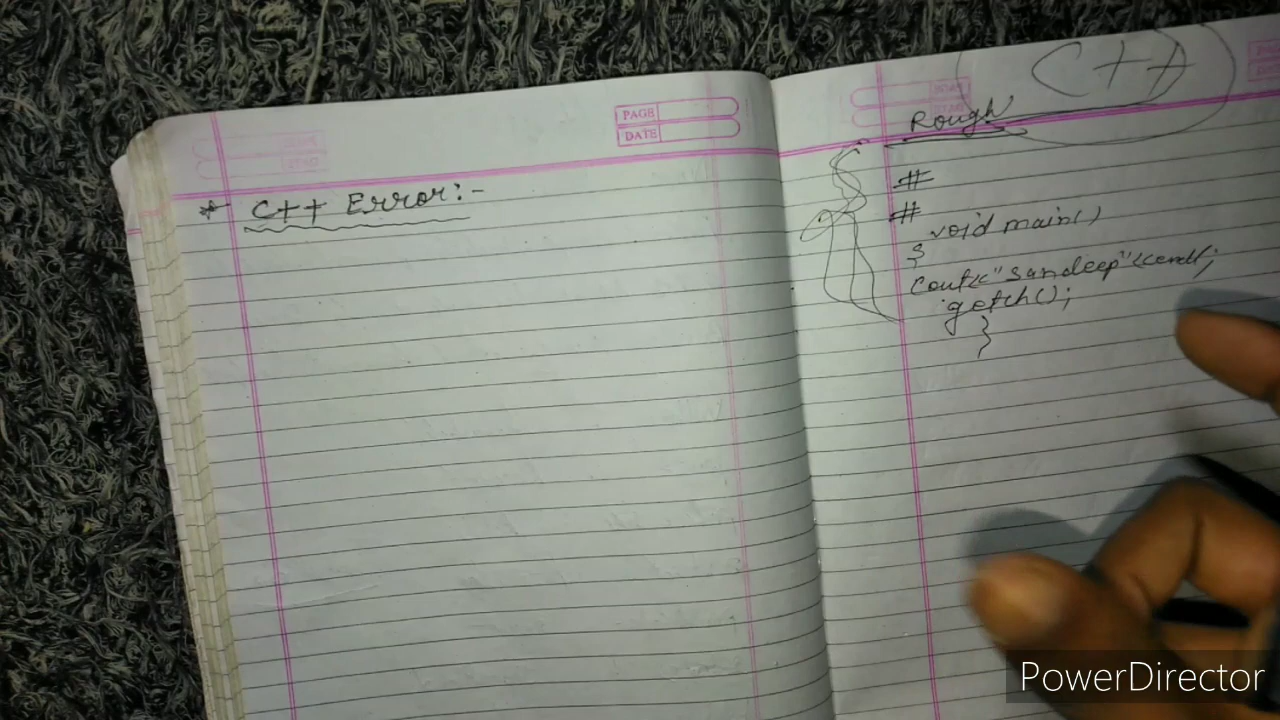 PAGE
DATE
* C++ Error:-
C++
Rough
#
#
void main()
{
cout<<"Sandeep"<<endl;
getch();
}
PowerDirector